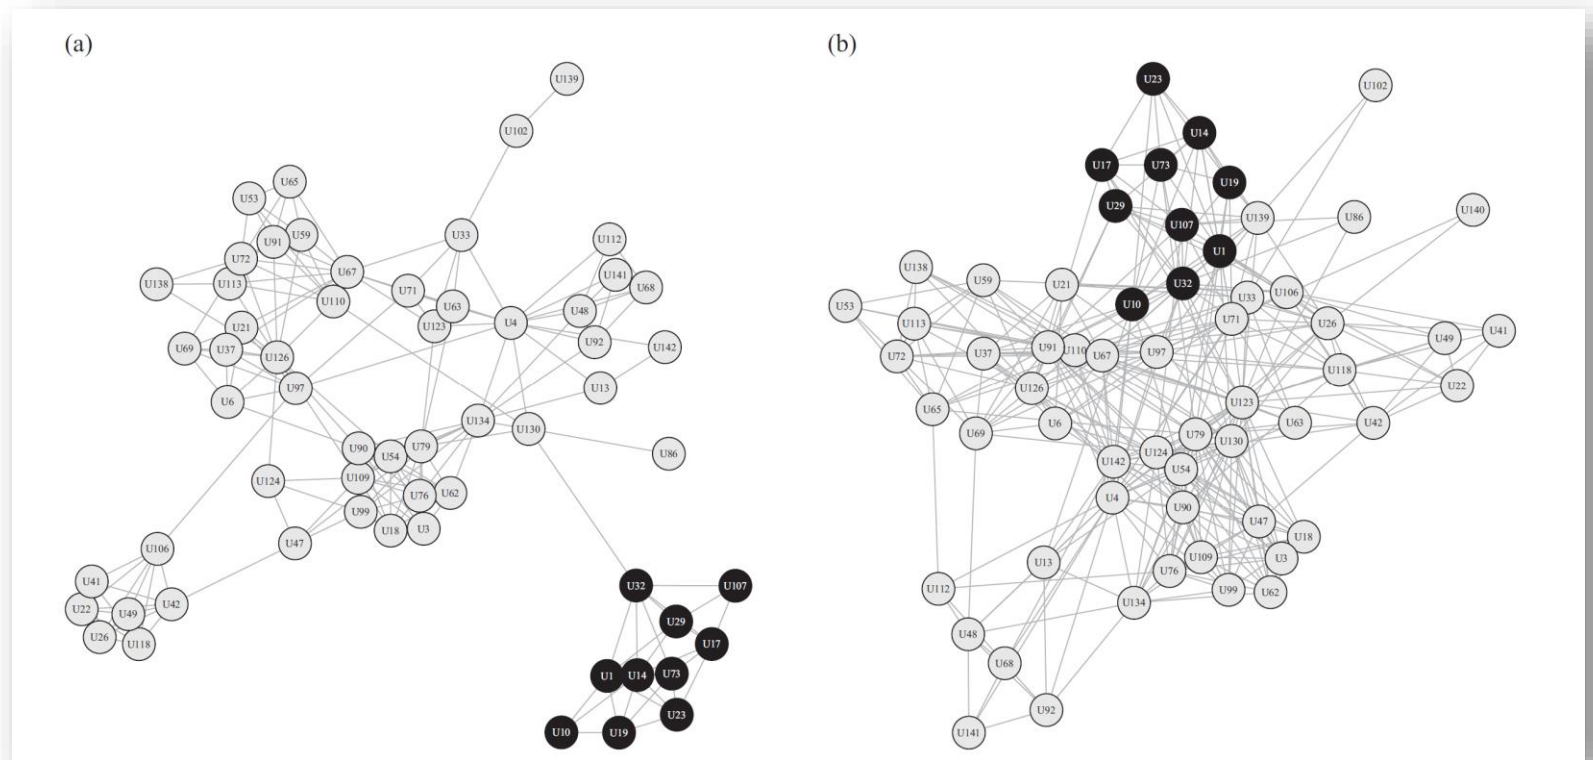 (a)
U139
U102
U65
U53
U59
U91
U33
U112
U72
U67
U141
U138
U113
U71
U68
U110
U63
U48
U123
U4
U21
U92
U142
U69
U37
U126
U97
U13
U6
U134
U130
U90
U79
U54
U86
U124
U109
U76
U62
U99
U18
U3
U47
U106
U41
U42
U22
U49
U26
U118
U32
U107
U29
U17
U1
U14
U73
U23
U10
U19
(b)
U23
U102
U14
U17
U73
U19
U29
U139
U86
U140
U107
U1
U138
U59
U21
U32
U106
U53
U10
U33
U113
U71
U26
U41
U49
U72
U37
U91
U110
U67
U97
U118
U126
U22
U65
U123
U69
U6
U63
U42
U79
U130
U142
U124
U54
U4
U90
U47
U18
U13
U109
U3
U76
U112
U99
U62
U134
U48
U68
U92
U141